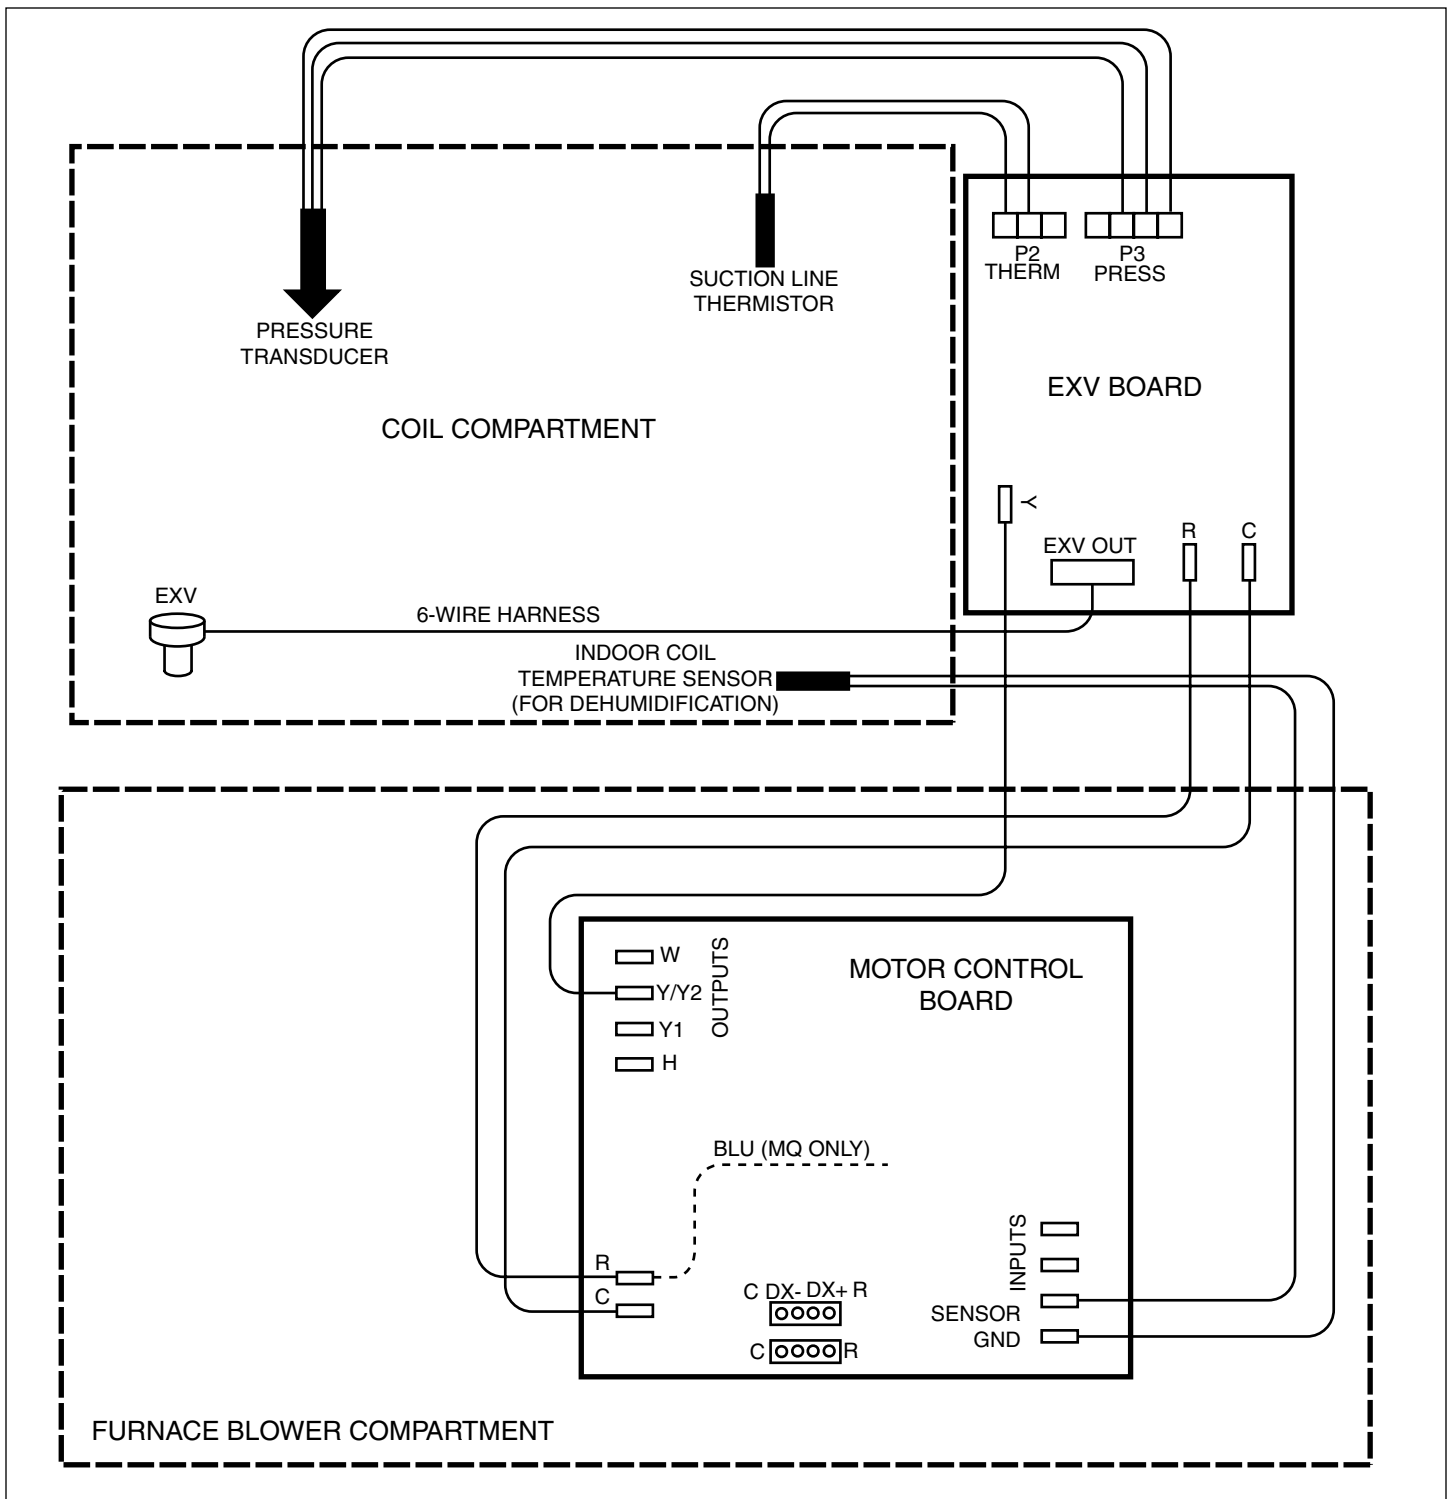 P2
THERM
P3
PRESS
SUCTION LINE
THERMISTOR
PRESSURE
TRANSDUCER
EXV BOARD
COIL COMPARTMENT
Y
EXV OUT
R
C
EXV
6-WIRE HARNESS
INDOOR COIL
TEMPERATURE SENSOR
(FOR DEHUMIDIFICATION)
W
Y/Y2
Y1
H
OUTPUTS
MOTOR CONTROL
BOARD
BLU (MQ ONLY)
R
C
C DX- DX+ R
C R
INPUTS
SENSOR
GND
FURNACE BLOWER COMPARTMENT